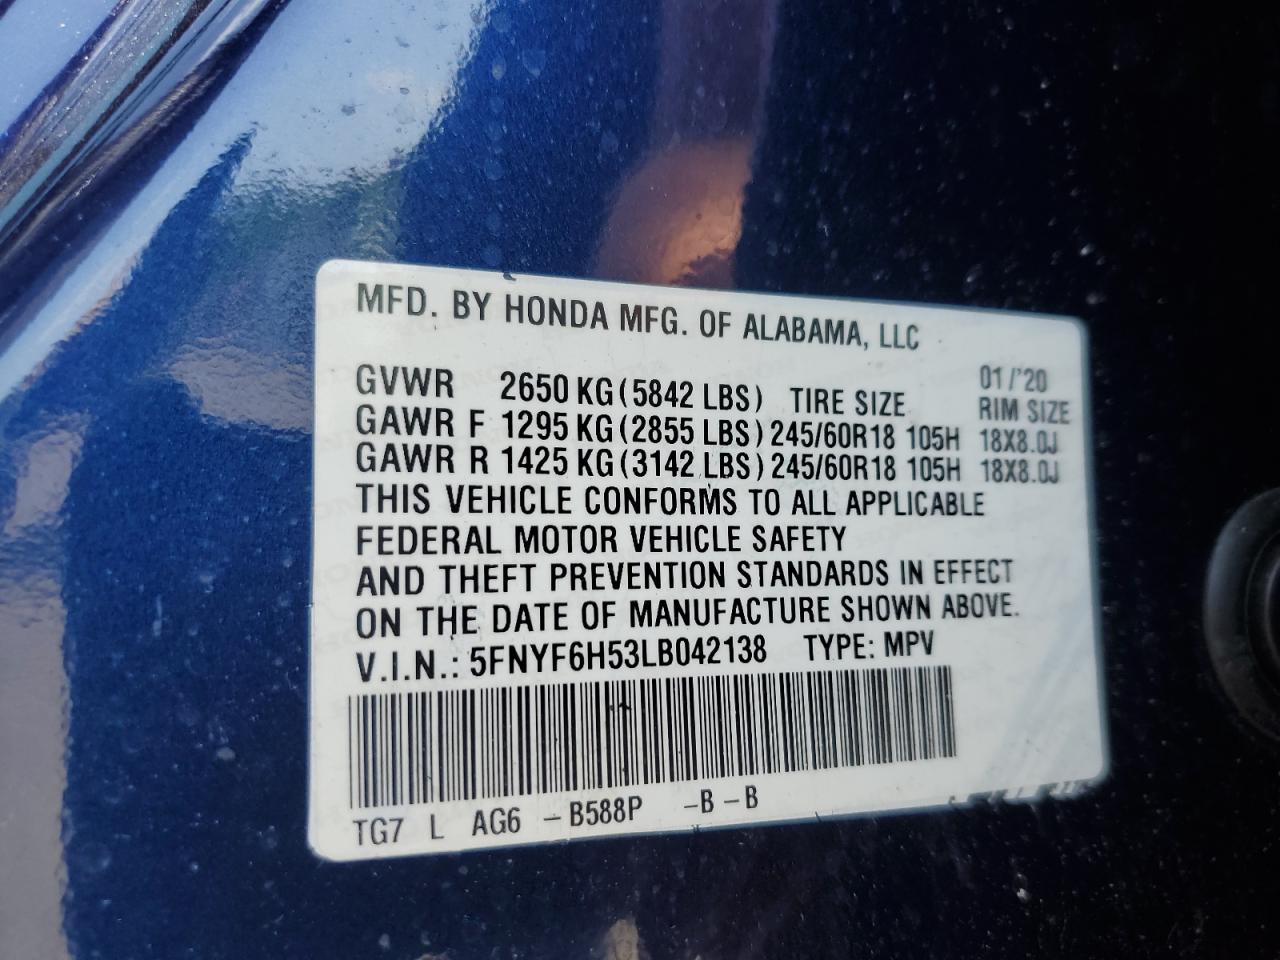 MFD. BY HONDA MFG. OF ALABAMA, LLC
01/'20
GVWR 2650 KG (5842 LBS) TIRE SIZE RIM SIZE
GAWR F 1295 KG (2855 LBS) 245/60R18 105H 18X8.0J
GAWR R 1425 KG (3142 LBS) 245/60R18 105H 18X8.0J
THIS VEHICLE CONFORMS TO ALL APPLICABLE
FEDERAL MOTOR VEHICLE SAFETY
AND THEFT PREVENTION STANDARDS IN EFFECT
ON THE DATE OF MANUFACTURE SHOWN ABOVE.
V.I.N.: 5FNYF6H53LB042138 TYPE: MPV
TG7 L AG6 - B588P -B -B